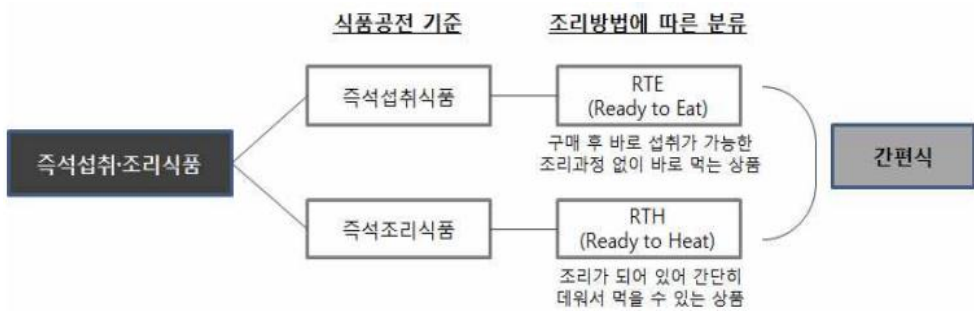 식품공전 기준
조리방법에 따른 분류
즉석섭취식품
RTE
(Ready to Eat)
구매 후 바로 섭취가 가능한
조리과정 없이 바로 먹는 상품
즉석섭취·조리식품
간편식
즉석조리식품
RTH
(Ready to Heat)
조리가 되어 있어 간단히
데워서 먹을 수 있는 상품